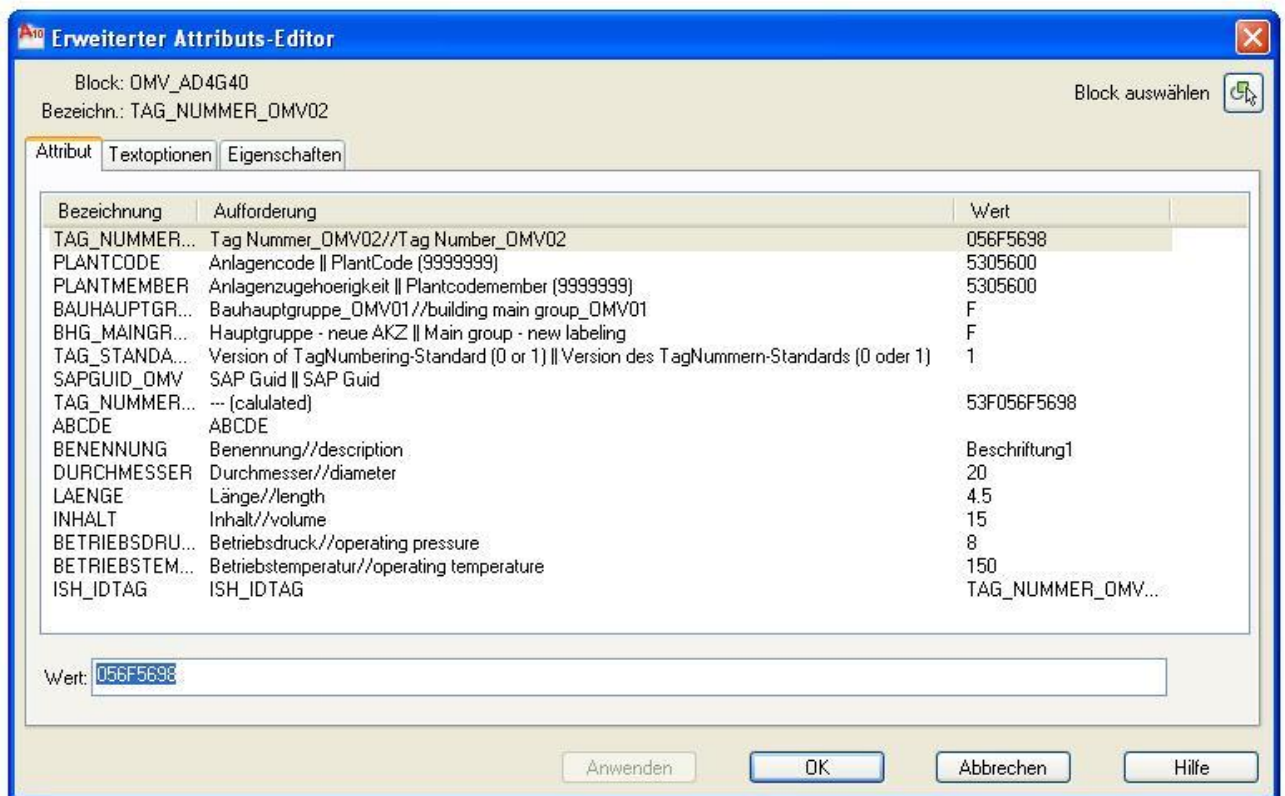 A10 Erweiterter Attributs-Editor
Block: OMV_AD4G40
Bezeichn.: TAG_NUMMER_OMV02
Block auswählen
Attribut Textoptionen Eigenschaften
Bezeichnung Aufforderung Wert
TAG_NUMMER... Tag Nummer_OMV02//Tag Number_OMV02 056F5698
PLANTCODE Anlagencode || PlantCode (9999999) 5305600
PLANTMEMBER Anlagenzugehoerigkeit || Plantcodemember (9999999) 5305600
BAUHAUPTGR... Bauhauptgruppe_OMV01//building main group_OMV01 F
BHG_MAINGR... Hauptgruppe - neue AKZ || Main group - new labeling F
TAG_STANDA... Version of TagNumbering-Standard (0 or 1) || Version des TagNummern-Standards (0 oder 1) 1
SAPGUID_OMV SAP Guid || SAP Guid
TAG_NUMMER... --- (calulated) 53F056F5698
ABCDE ABCDE
BENENNUNG Benennung//description Beschriftung1
DURCHMESSER Durchmesser//diameter 20
LAENGE Länge//length 4.5
INHALT Inhalt//volume 15
BETRIEBSDRU... Betriebsdruck//operating pressure 8
BETRIEBSTEM... Betriebstemperatur//operating temperature 150
ISH_IDTAG ISH_IDTAG TAG_NUMMER_OMV...
Wert: 056F5698
Anwenden OK Abbrechen Hilfe